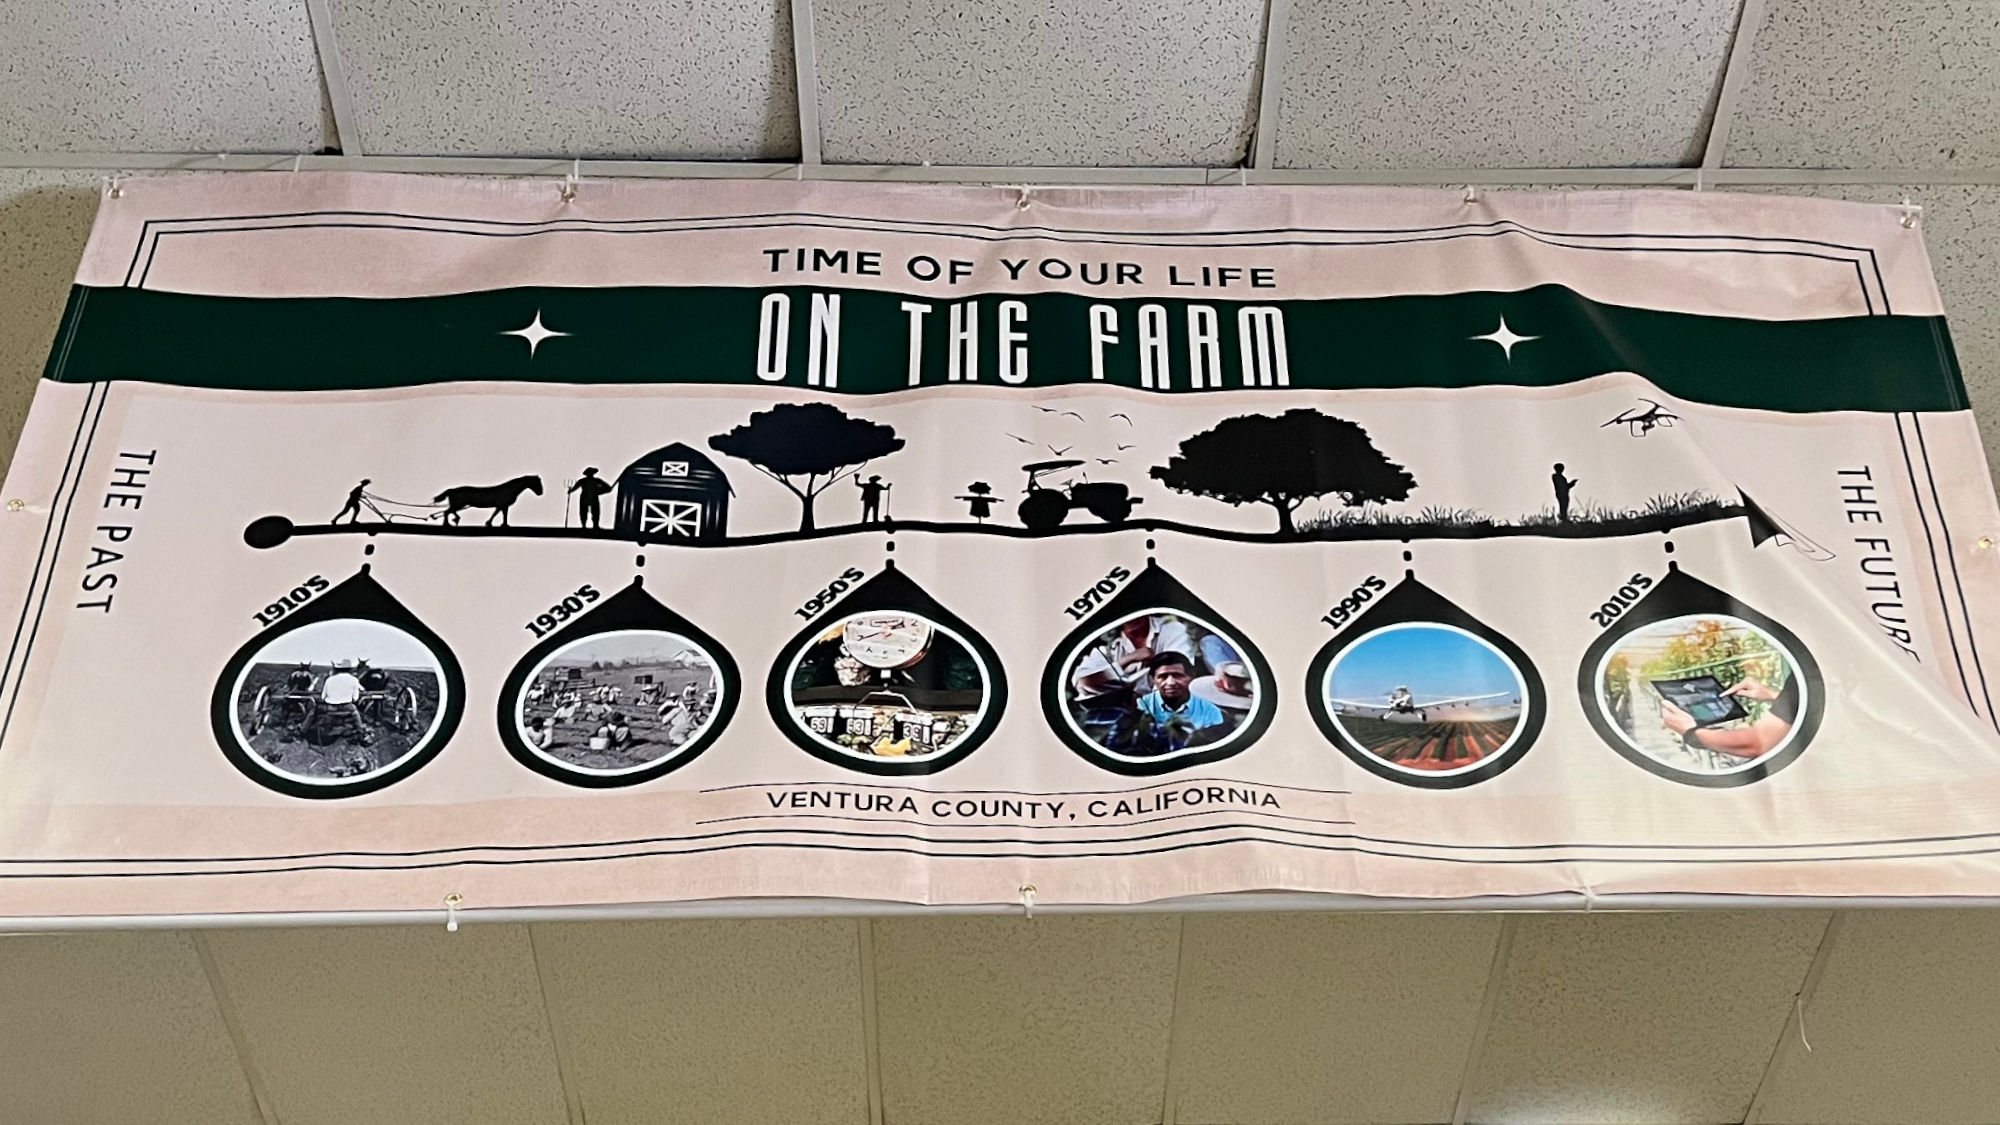 TIME OF YOUR LIFE
ON THE FARM
THE PAST
THE FUTURE
1910'S
1930'S
1950'S
1970'S
1990'S
2010'S
VENTURA COUNTY, CALIFORNIA